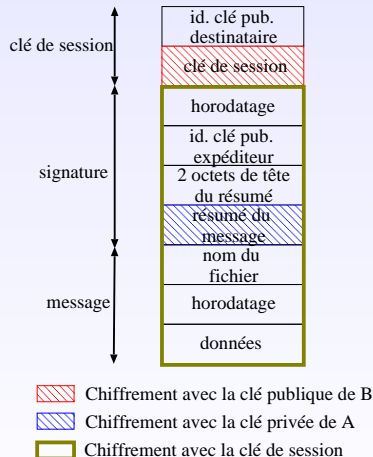 id. clé pub.
destinataire
clé de session
clé de session
horodatage
id. clé pub.
expéditeur
signature
2 octets de tête
du résumé
résumé du
message
nom du
fichier
message
horodatage
données
Chiffrement avec la clé publique de B
Chiffrement avec la clé privée de A
Chiffrement avec la clé de session